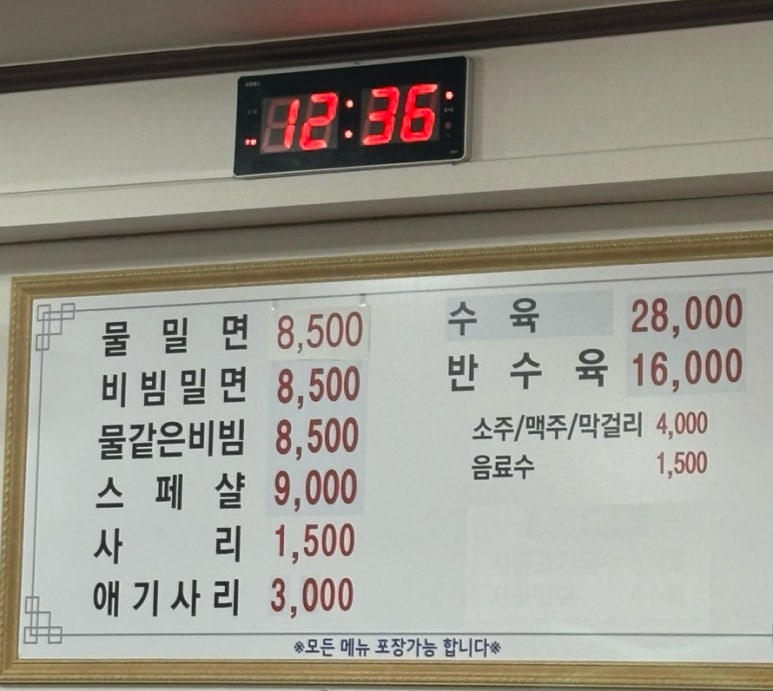 12:36
물 밀 면 8,500
비빔밀면 8,500
물같은비빔 8,500
스 페 샬 9,000
사 리 1,500
애기사리 3,000
수 육 28,000
반 수 육 16,000
소주/맥주/막걸리 4,000
음료수 1,500
※모든 메뉴 포장가능 합니다※